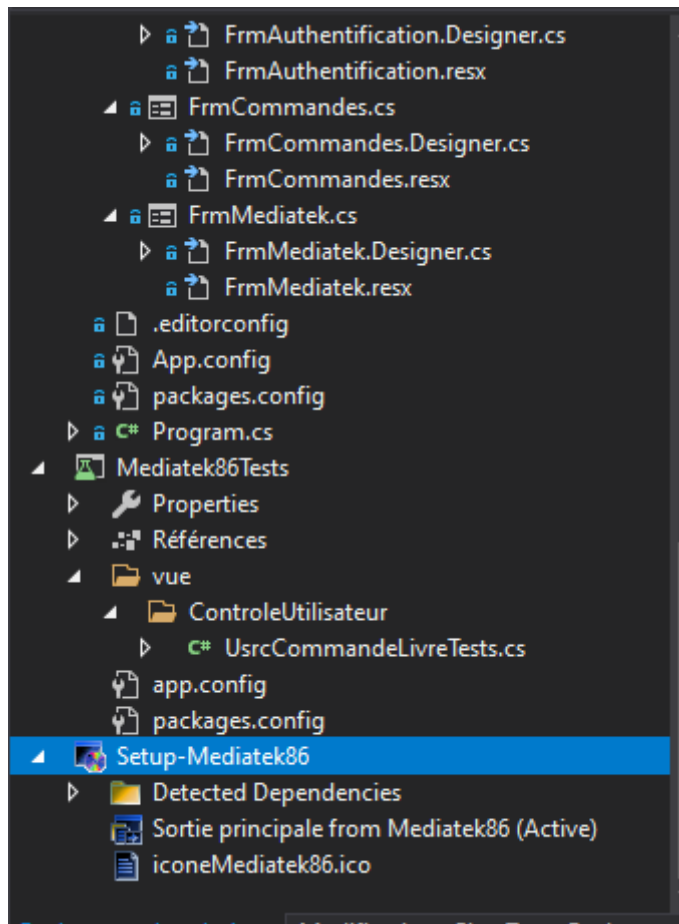 FrmAuthentification.Designer.cs
FrmAuthentification.resx
FrmCommandes.cs
FrmCommandes.Designer.cs
FrmCommandes.resx
FrmMediatek.cs
FrmMediatek.Designer.cs
FrmMediatek.resx
.editorconfig
App.config
packages.config
C# Program.cs
Mediatek86Tests
Properties
Références
vue
ControleUtilisateur
C# UsrcCommandeLivreTests.cs
app.config
packages.config
Setup-Mediatek86
Detected Dependencies
Sortie principale from Mediatek86 (Active)
iconeMediatek86.ico